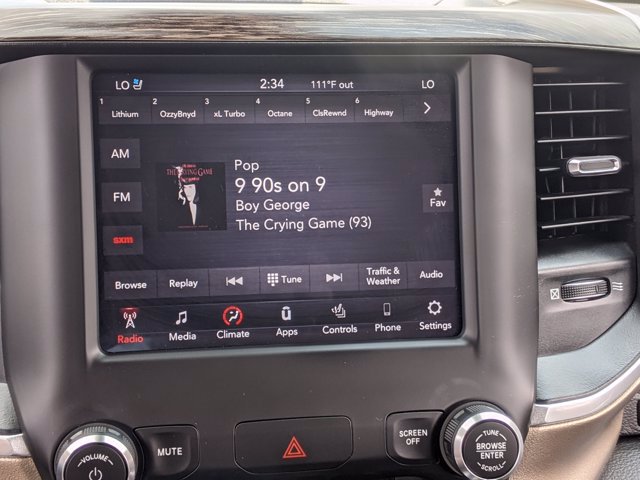 LO 2:34 111°F out LO
1 Lithium 2 OzzyBnyd 3 xL Turbo 4 Octane 5 ClsRewnd 6 Highway
AM
FM
sxm
THE CRYING GAME
Pop
9 90s on 9
Boy George
The Crying Game (93)
Fav
Browse Replay Tune Traffic & Weather Audio
Radio Media Climate Apps Controls Phone Settings
VOLUME
MUTE
SCREEN OFF
TUNE
BROWSE
ENTER
SCROLL